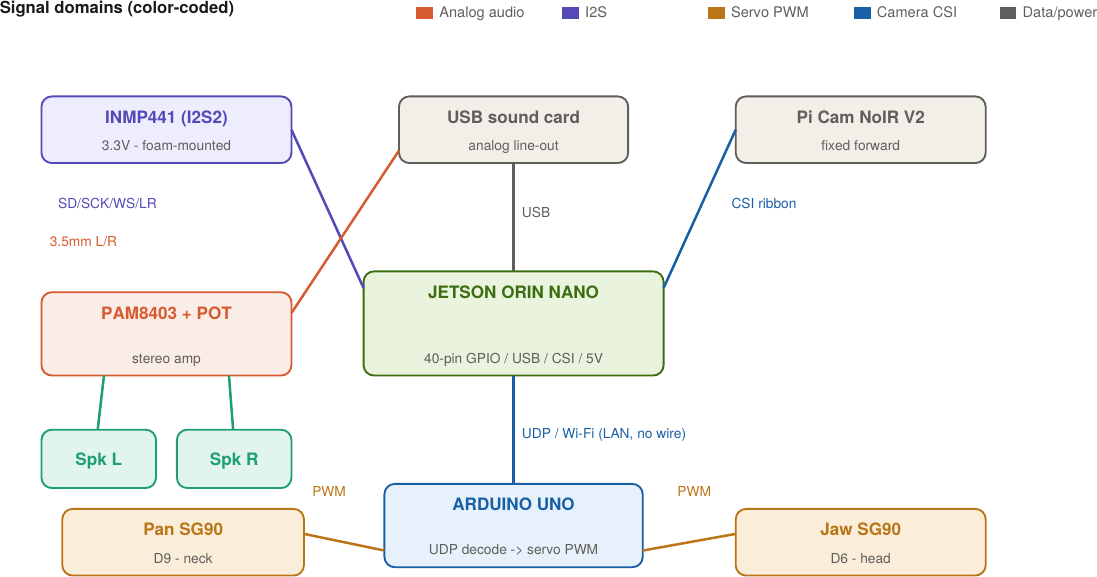 Signal domains (color-coded)
Analog audio
I2S
Servo PWM
Camera CSI
Data/power
INMP441 (I2S2)
3.3V - foam-mounted
USB sound card
analog line-out
Pi Cam NoIR V2
fixed forward
SD/SCK/WS/LR
USB
CSI ribbon
3.5mm L/R
PAM8403 + POT
stereo amp
JETSON ORIN NANO
40-pin GPIO / USB / CSI / 5V
UDP / Wi-Fi (LAN, no wire)
Spk L
Spk R
PWM
PWM
ARDUINO UNO
UDP decode -> servo PWM
Pan SG90
D9 - neck
Jaw SG90
D6 - head